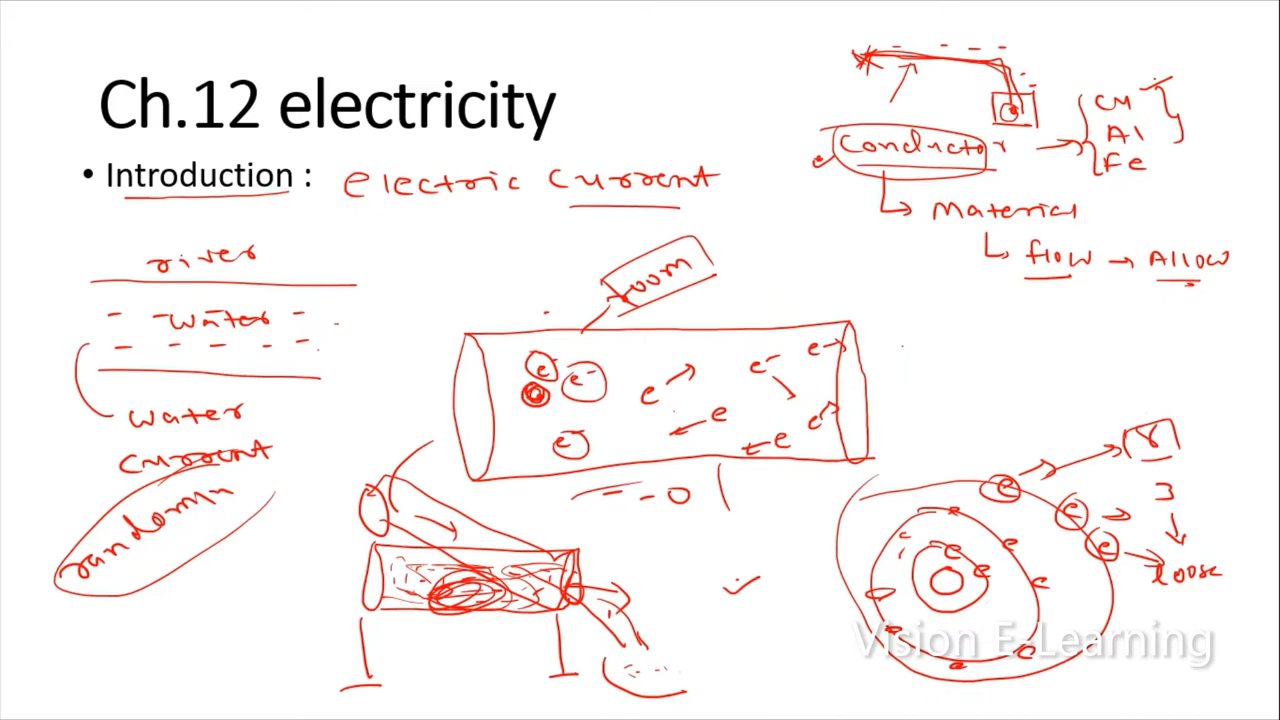 Ch.12 electricity
• Introduction : electric current
conductor → Cu
Al
Fe
Material
flow → Allow
river
water
water
current
room
e e⁻
e⁻
e
e
e⁻
e
e
e
e
e
e
e
3
loose
Vision E-Learning